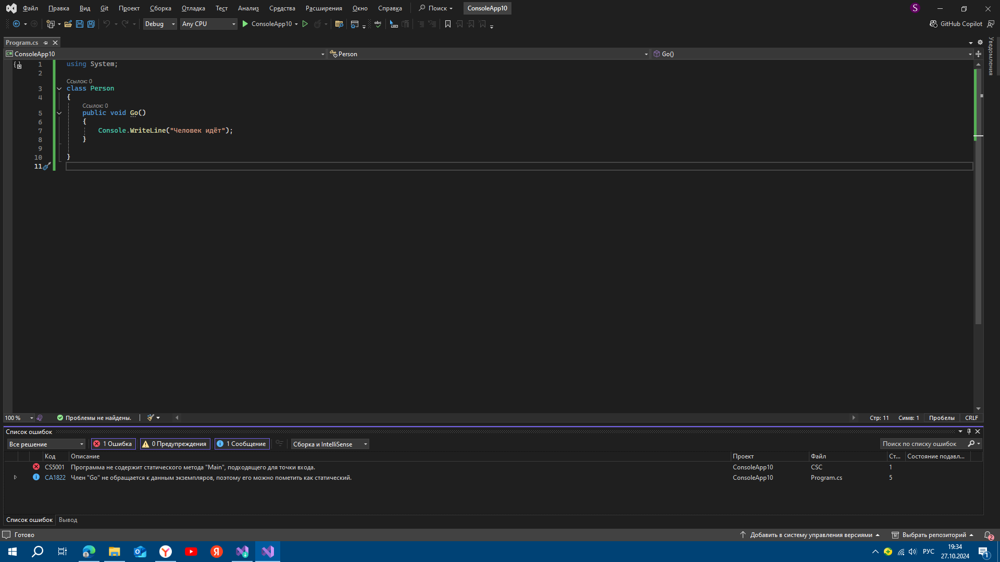 Файл Правка Вид Git Проект Сборка Отладка Тест Анализ Средства Расширения Окно Справка Поиск ConsoleApp10 S
Debug Any CPU ConsoleApp10 abc GitHub Copilot
Program.cs
Уведомления
C# ConsoleApp10 Person Go()
1 using System;
2
Ссылок: 0
3 class Person
4 {
Ссылок: 0
5 public void Go()
6 {
7 Console.WriteLine("Человек идёт");
8 }
9
10 }
11
100 % Проблемы не найдены. Стр: 11 Симв: 1 Пробелы CRLF
Список ошибок
Все решение 1 Ошибка 0 Предупреждения 1 Сообщение Сборка и IntelliSense Поиск по списку ошибок
Код Описание Проект Файл Ст... Состояние подавл...
CS5001 Программа не содержит статического метода "Main", подходящего для точки входа. ConsoleApp10 CSC 1
CA1822 Член "Go" не обращается к данным экземпляров, поэтому его можно пометить как статический. ConsoleApp10 Program.cs 5
Список ошибок Вывод
Готово Добавить в систему управления версиями Выбрать репозиторий 2
РУС 19:34
27.10.2024 1